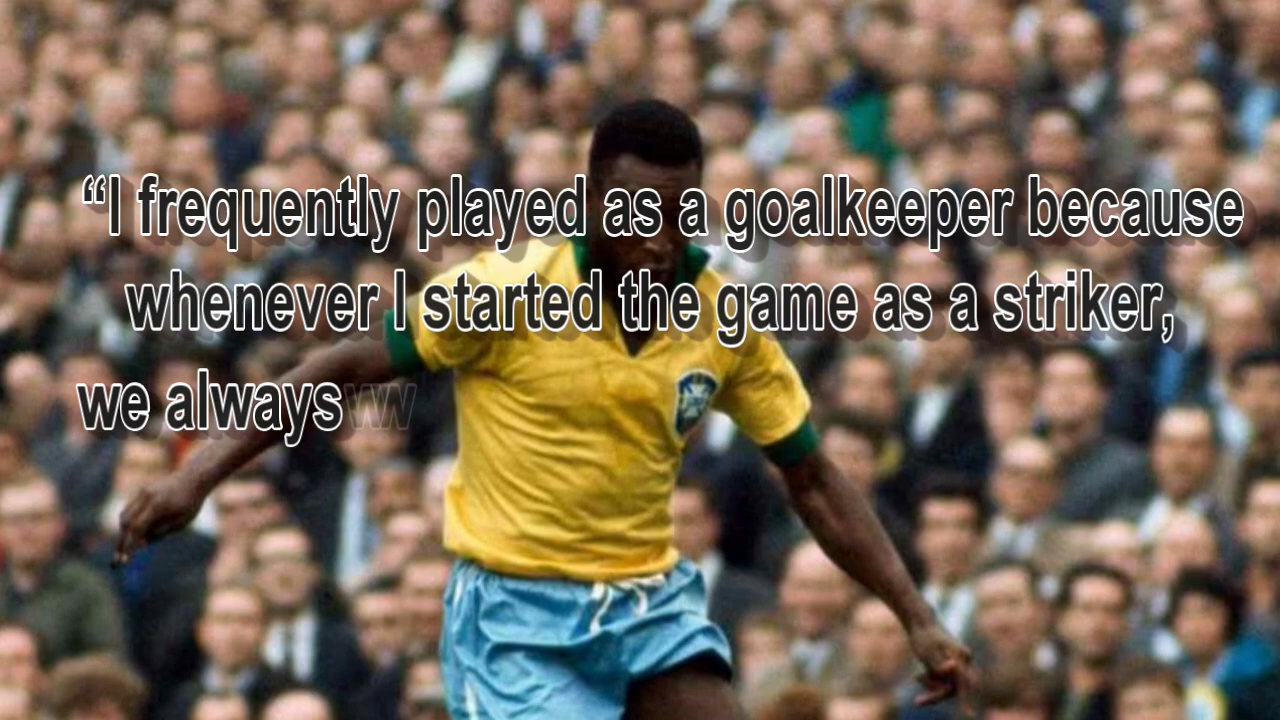 “I frequently played as a goalkeeper because
whenever I started the game as a striker,
we always